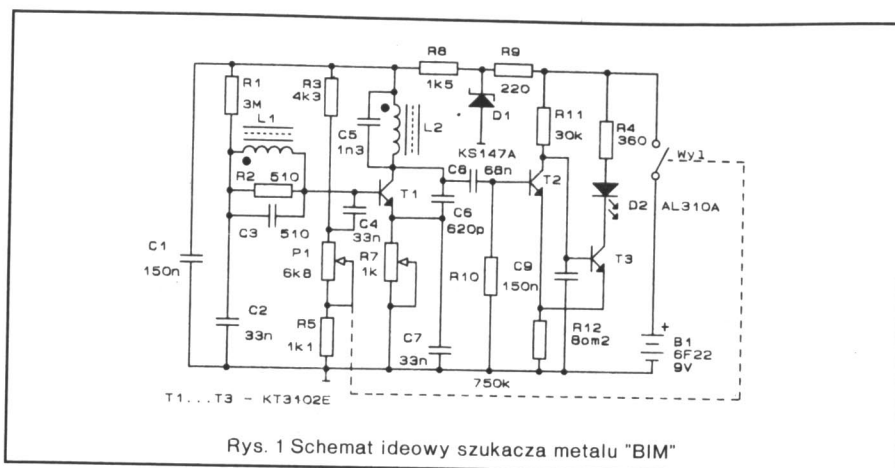 R8
1k5
R9
220
R1
3M
R3
4k3
L1
C5
1n3
L2
D1
KS147A
R11
30k
R4
360
Wył
R2
510
C3
510
C8
68n
T1
T2
C4
33n
C6
620p
D2
AL310A
C1
150n
P1
6k8
R7
1k
R10
C9
150n
T3
C2
33n
R5
1k1
C7
33n
R12
8om2
B1
6F22
9V
+
750k
T1...T3 - KT3102E
Rys. 1 Schemat ideowy szukacza metalu "BIM"